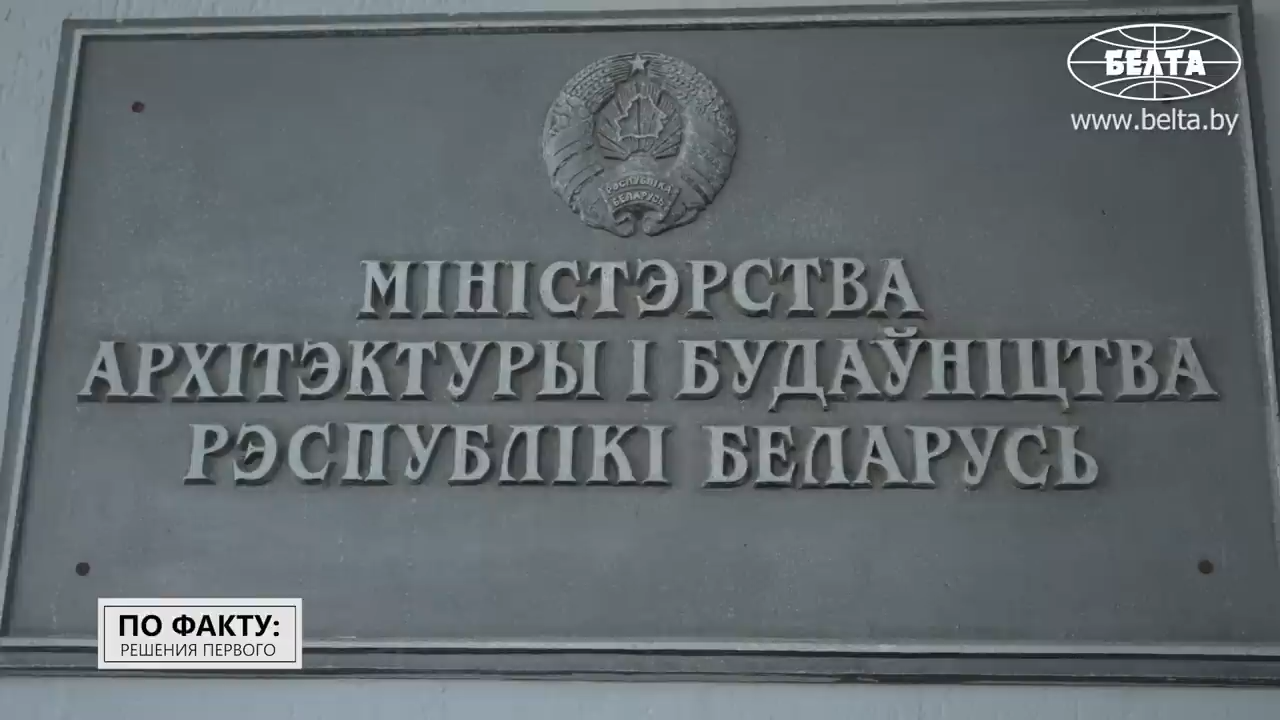 БЕЛТА
www.belta.by
РЭСПУБЛІКА
БЕЛАРУСЬ
МІНІСТЭРСТВА
АРХІТЭКТУРЫ І БУДАЎНІЦТВА
РЭСПУБЛІКІ БЕЛАРУСЬ
ПО ФАКТУ:
РЕШЕНИЯ ПЕРВОГО